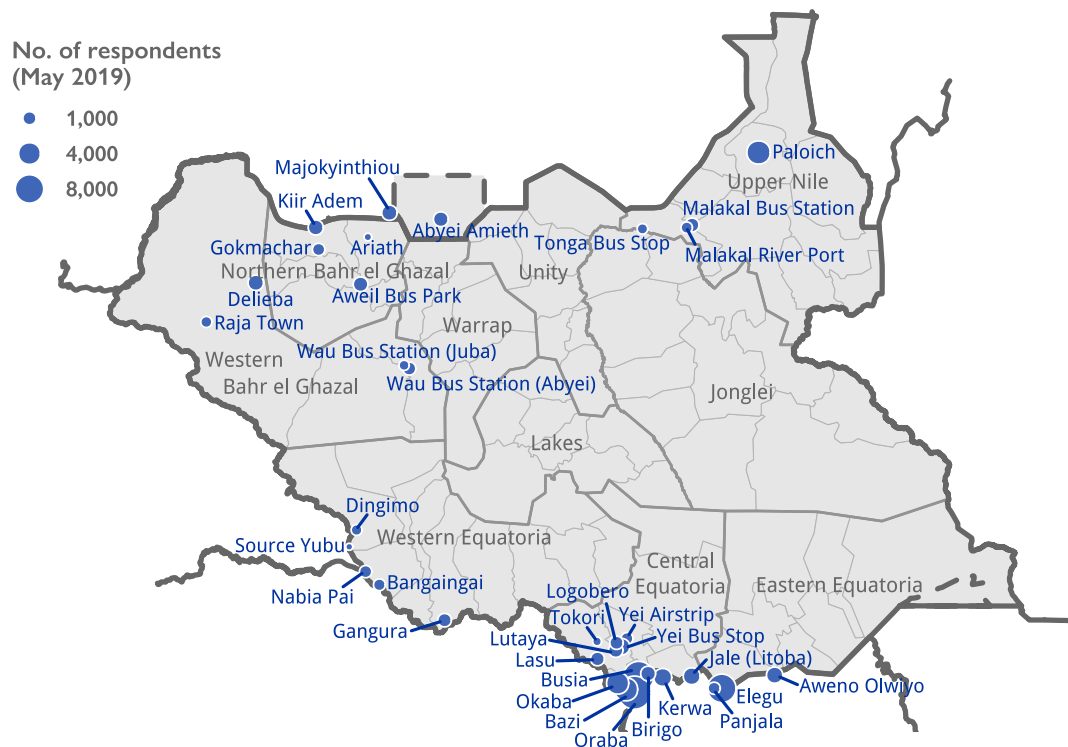 No. of respondents
(May 2019)
1,000
4,000
8,000
Paloich
Upper Nile
Majokyinthiou
Kiir Adem
Malakal Bus Station
Abyei Amieth
Tonga Bus Stop
Gokmachar
Ariath
Malakal River Port
Northern Bahr el Ghazal
Unity
Delieba
Aweil Bus Park
Raja Town
Warrap
Wau Bus Station (Juba)
Western
Bahr el Ghazal
Wau Bus Station (Abyei)
Jonglei
Lakes
Dingimo
Western Equatoria
Source Yubu
Central
Equatoria
Eastern Equatoria
Bangaingai
Nabia Pai
Logobero
Tokori
Yei Airstrip
Gangura
Lutaya
Yei Bus Stop
Lasu
Jale (Litoba)
Busia
Aweno Olwiyo
Okaba
Elegu
Kerwa
Bazi
Panjala
Birigo
Oraba